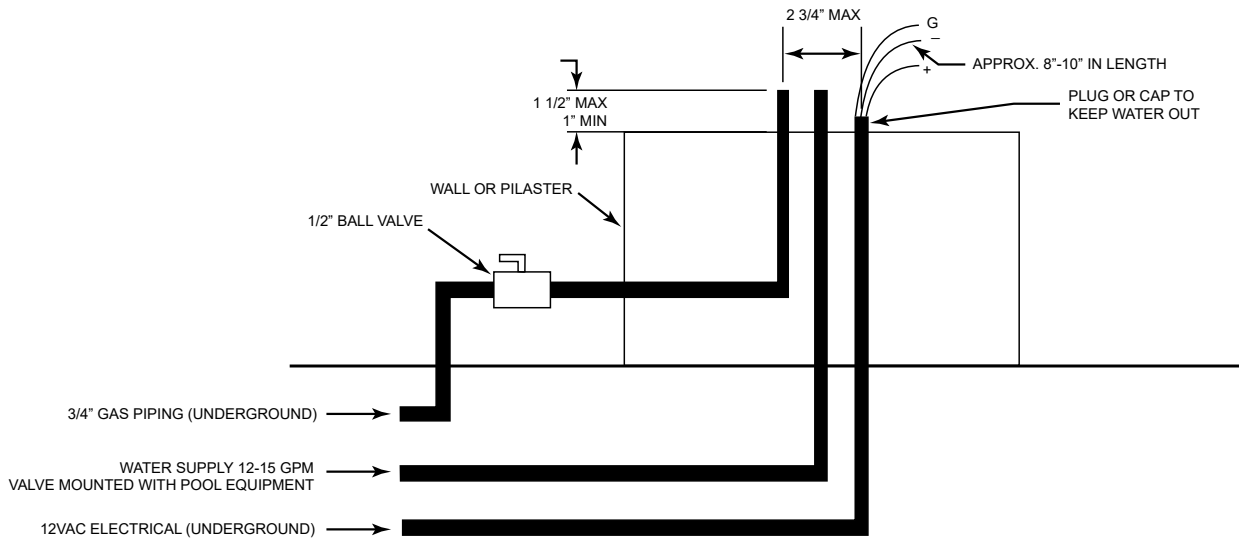 2 3/4” MAX
G
–
+
APPROX. 8”-10” IN LENGTH
1 1/2” MAX
1” MIN
PLUG OR CAP TO
KEEP WATER OUT
WALL OR PILASTER
1/2” BALL VALVE
3/4” GAS PIPING (UNDERGROUND)
WATER SUPPLY 12-15 GPM
VALVE MOUNTED WITH POOL EQUIPMENT
12VAC ELECTRICAL (UNDERGROUND)